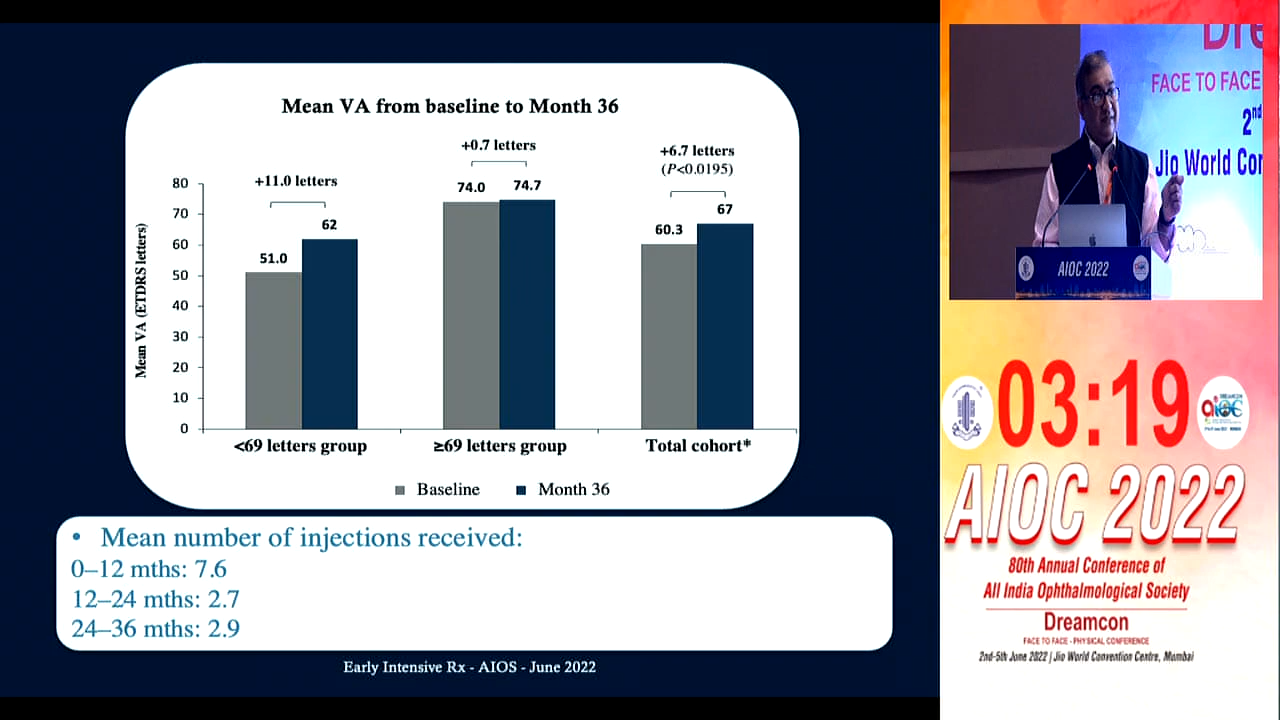 Mean VA from baseline to Month 36
+11.0 letters
+0.7 letters
+6.7 letters
(P<0.0195)
Mean VA (ETDRS letters)
80
70
60
50
40
30
20
10
0
51.0
62
74.0
74.7
60.3
67
<69 letters group
≥69 letters group
Total cohort*
Baseline
Month 36
• Mean number of injections received:
0–12 mths: 7.6
12–24 mths: 2.7
24–36 mths: 2.9
Early Intensive Rx - AIOS - June 2022
FACE TO FACE
2nd
Jio World Con
AIOC 2022
03:19
AIOC 2022
80th Annual Conference of
All India Ophthalmological Society
Dreamcon
FACE TO FACE - PHYSICAL CONFERENCE
2nd-5th June 2022 | Jio World Convention Centre, Mumbai